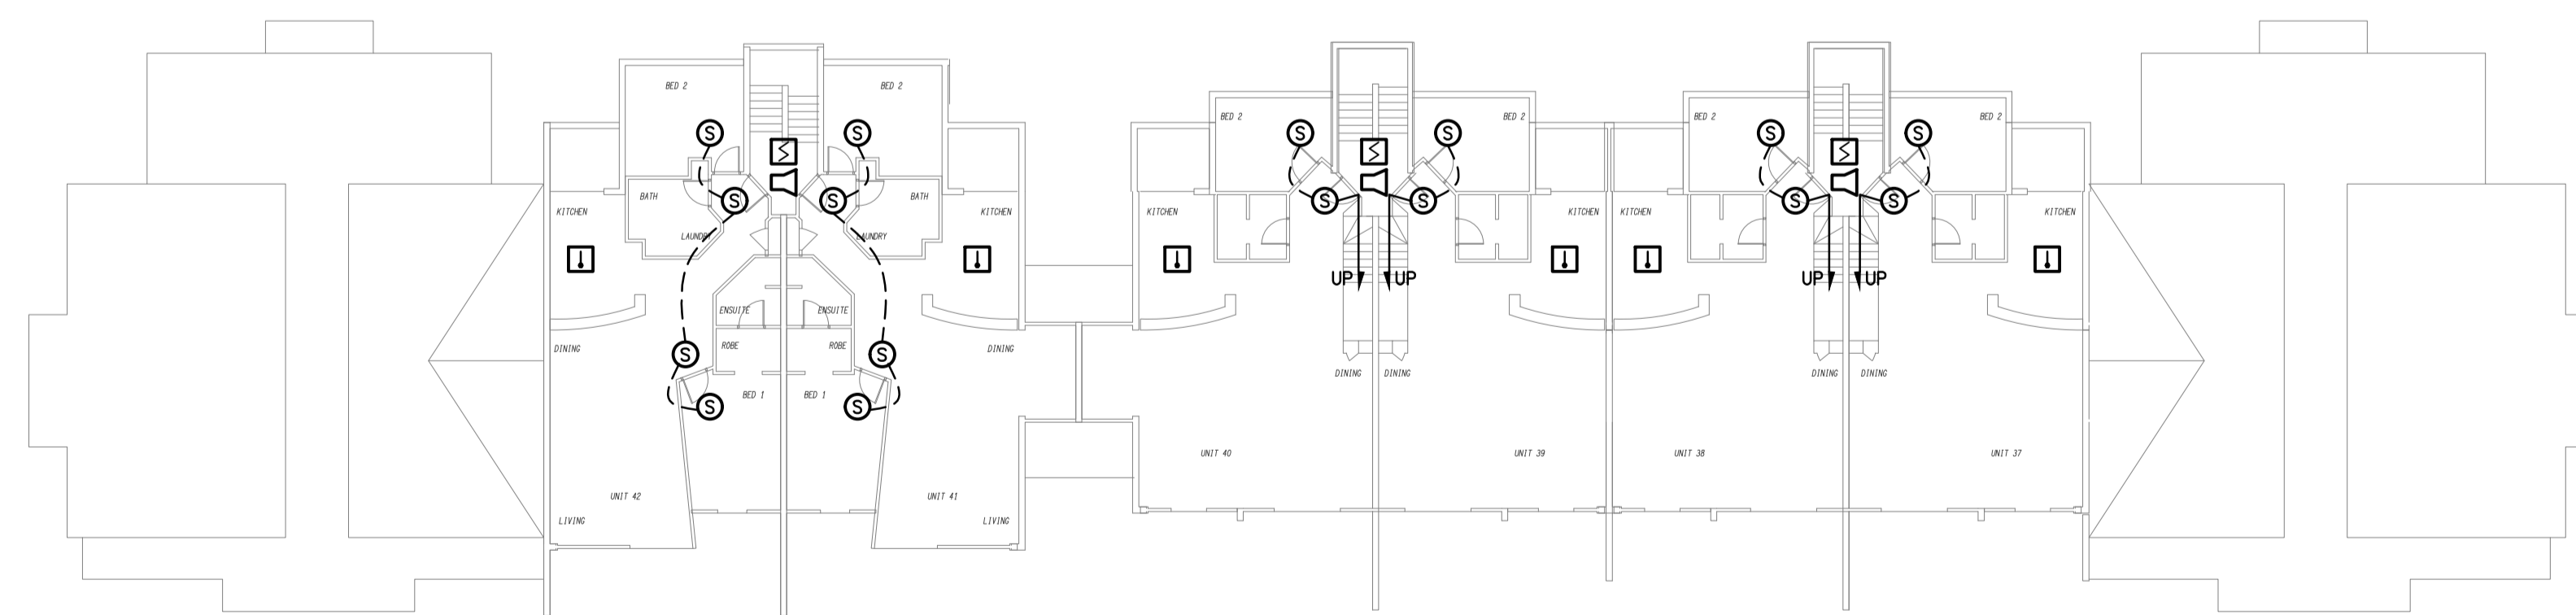 BED 2 BED 2
BED 2 BED 2 BED 2 BED 2
S S S S S S
BATH BATH
S S S S S S
KITCHEN KITCHEN KITCHEN KITCHEN KITCHEN KITCHEN
LAUNDRY LAUNDRY
UP UP UP UP
ENSUITE ENSUITE
ROBE ROBE
DINING DINING
S S
DINING DINING DINING DINING
BED 1 BED 1
S S
UNIT 40 UNIT 39 UNIT 38 UNIT 37
UNIT 42 UNIT 41
LIVING LIVING